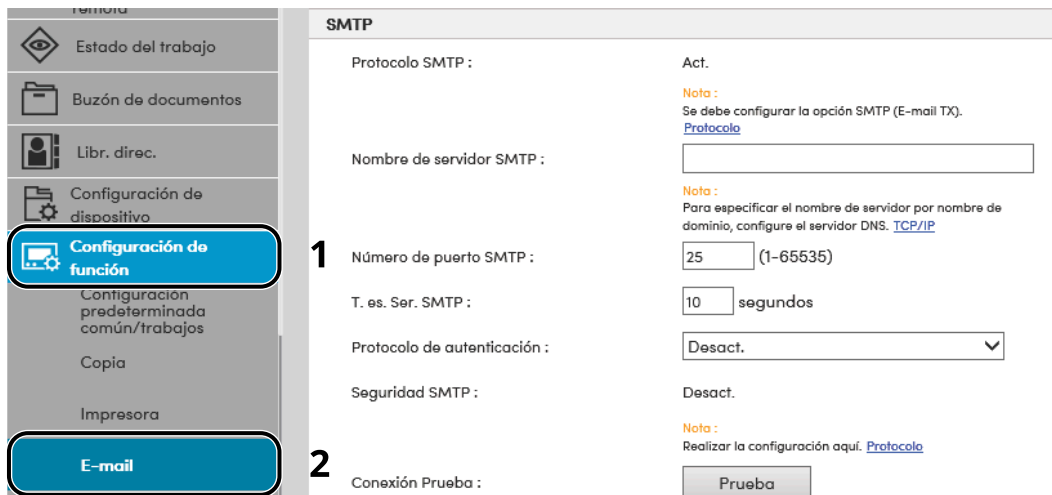 remota
Estado del trabajo
Buzón de documentos
Libr. direc.
Configuración de
dispositivo
Configuración de
función
1
Configuración
predeterminada
común/trabajos
Copia
Impresora
E-mail
2
SMTP
Protocolo SMTP :
Act.
Nota :
Se debe configurar la opción SMTP (E-mail TX).
Protocolo
Nombre de servidor SMTP :
Nota :
Para especificar el nombre de servidor por nombre de
dominio, configure el servidor DNS. TCP/IP
Número de puerto SMTP :
25 (1-65535)
T. es. Ser. SMTP :
10 segundos
Protocolo de autenticación :
Desact.
Seguridad SMTP :
Desact.
Nota :
Realizar la configuración aquí. Protocolo
Conexión Prueba :
Prueba